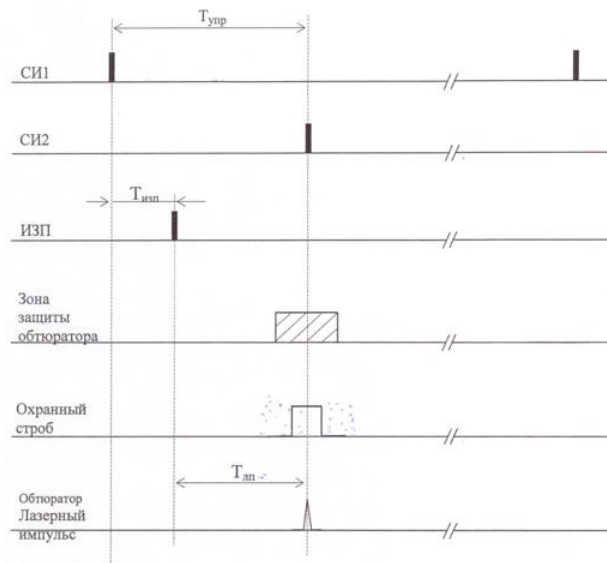 Tупр
СИ1
СИ2
Tизп
ИЗП
Зона
защиты
обтюратора
Охранный
строб
Tлп
Обтюратор
Лазерный
импульс